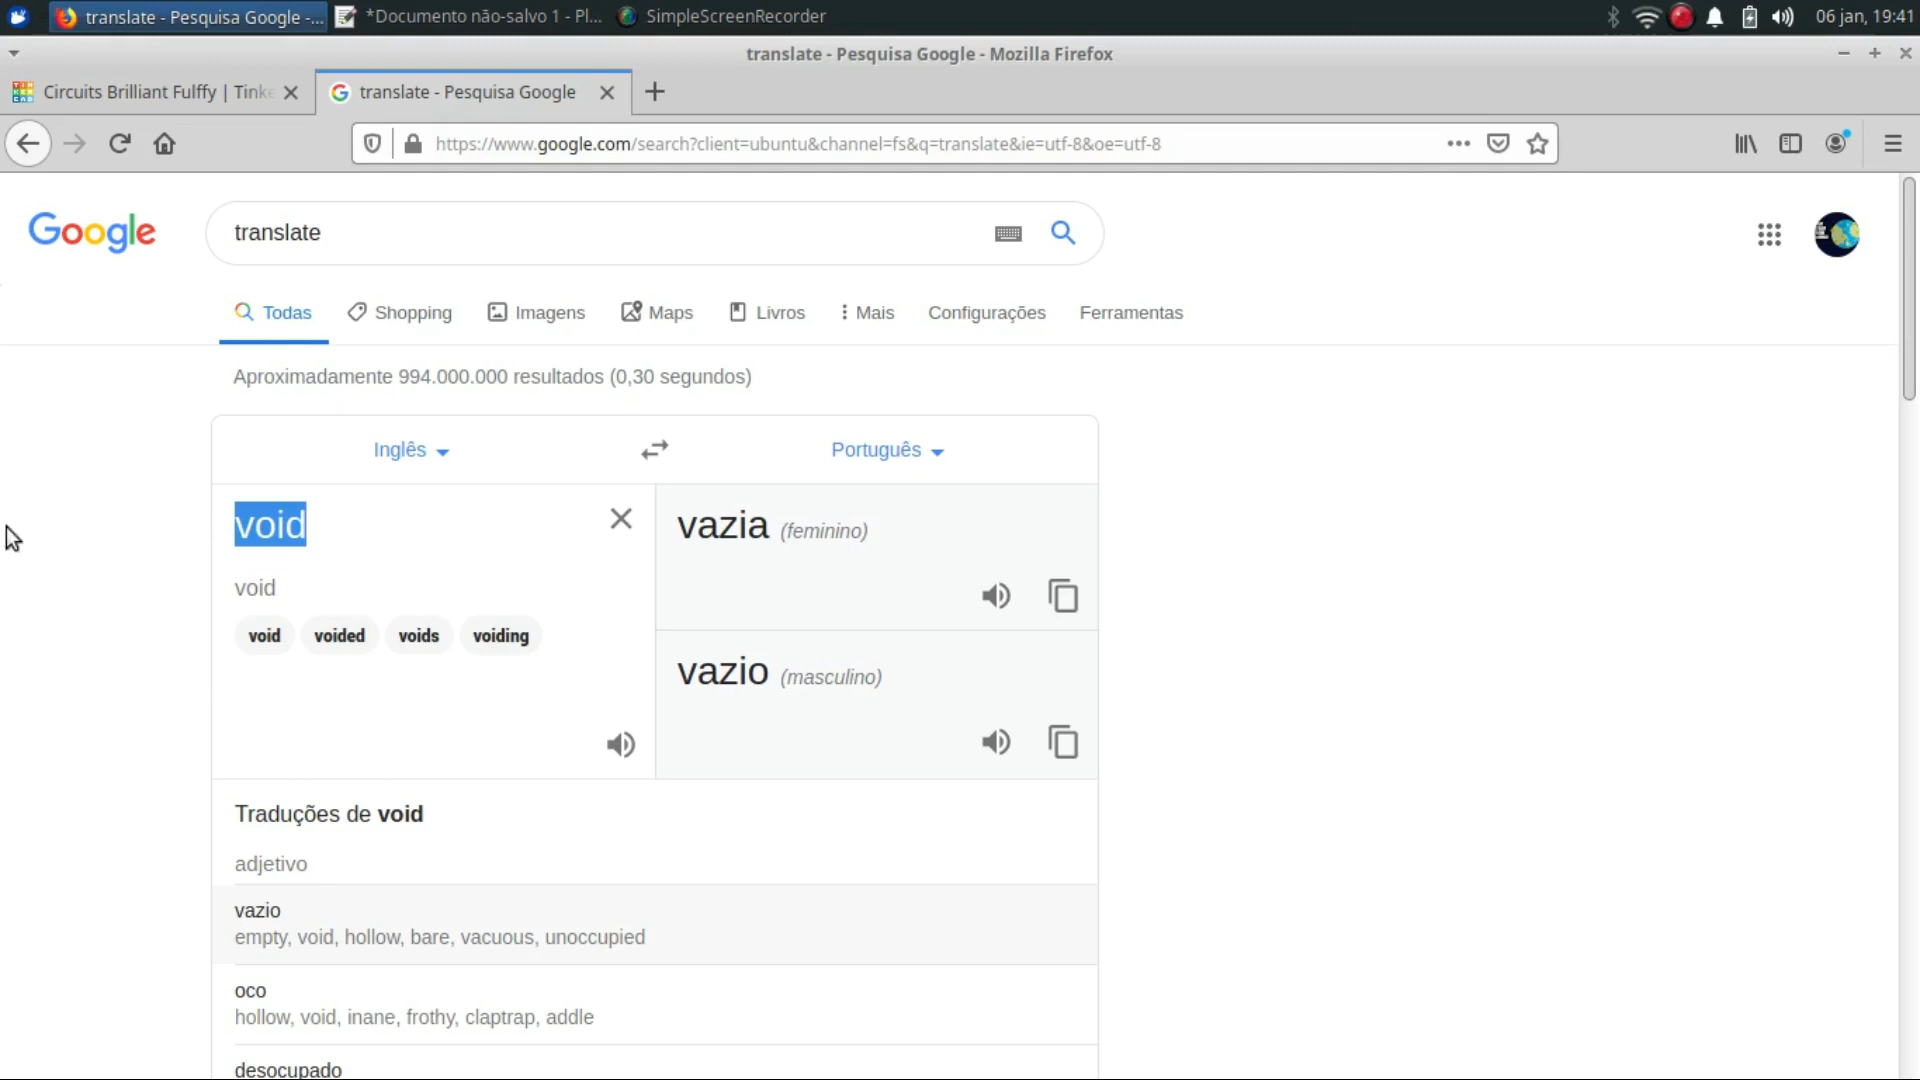 translate - Pesquisa Google -... *Documento não-salvo 1 - Pl... SimpleScreenRecorder 06 jan, 19:41
translate - Pesquisa Google - Mozilla Firefox
Circuits Brilliant Fulffy | Tinke translate - Pesquisa Google
https://www.google.com/search?client=ubuntu&channel=fs&q=translate&ie=utf-8&oe=utf-8
Google translate
Todas Shopping Imagens Maps Livros Mais Configurações Ferramentas
Aproximadamente 994.000.000 resultados (0,30 segundos)
Inglês Português
void
void
void voided voids voiding
vazia (feminino)
vazio (masculino)
Traduções de void
adjetivo
vazio
empty, void, hollow, bare, vacuous, unoccupied
oco
hollow, void, inane, frothy, claptrap, addle
desocupado